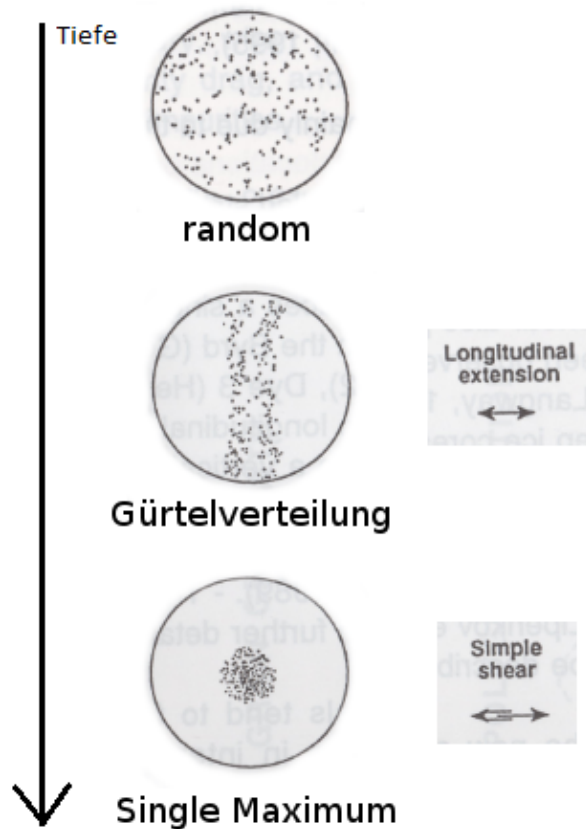 Tiefe
random
Longitudinal
extension
Gürtelverteilung
Simple
shear
Single Maximum